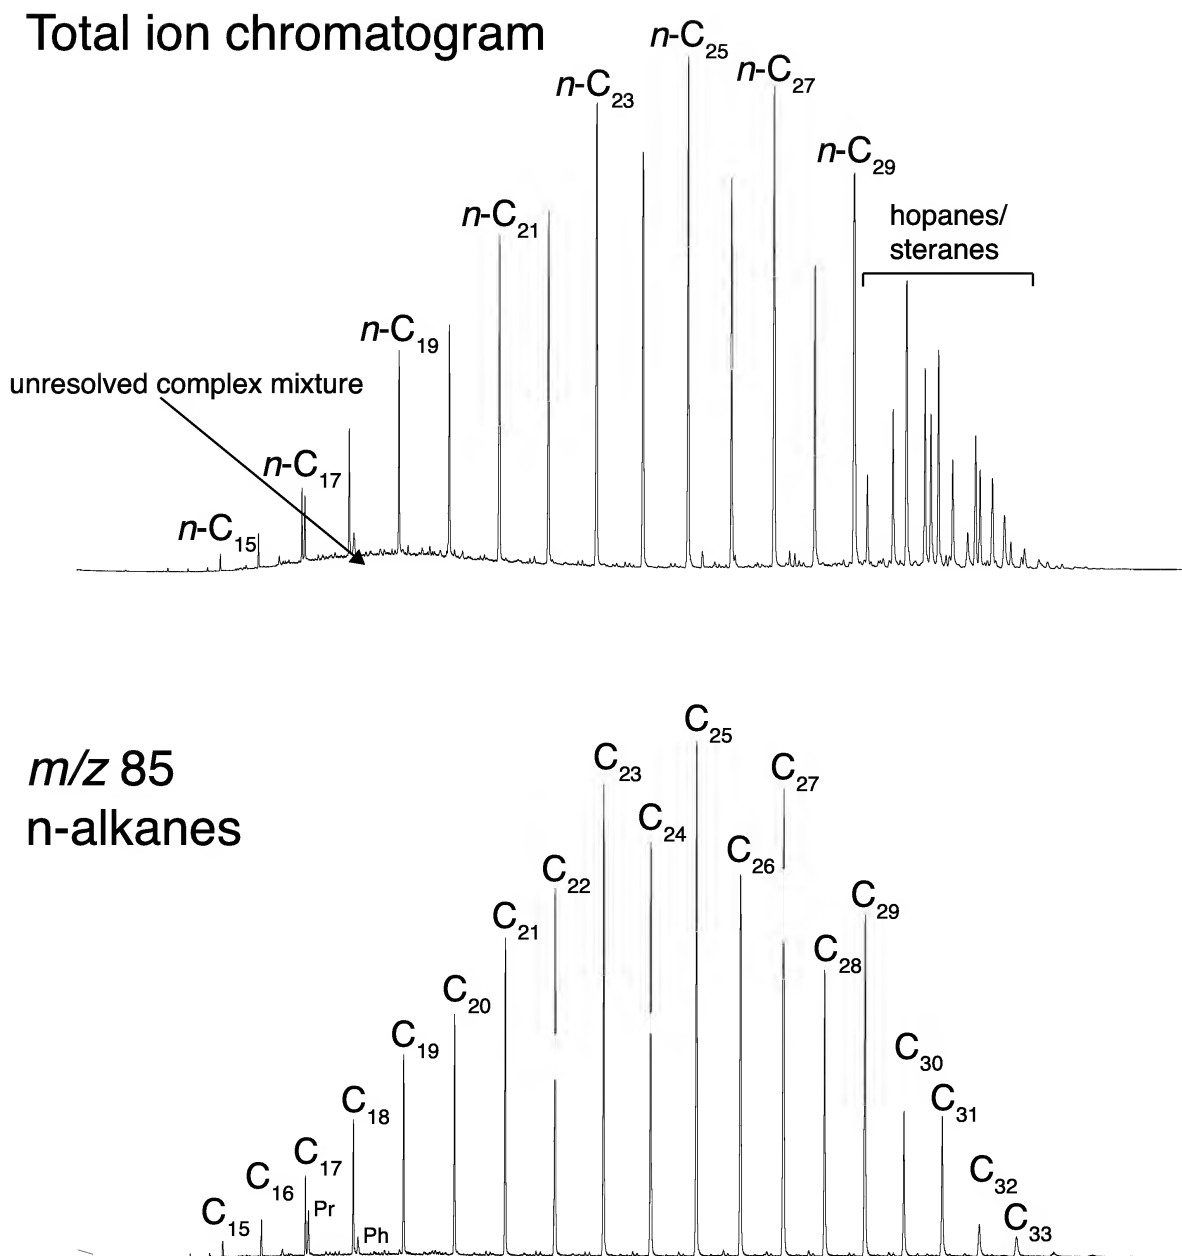 Total ion chromatogram
n-C25
n-C27
n-C23
n-C29
n-C21
hopanes/
steranes
n-C19
unresolved complex mixture
n-C17
n-C15
m/z 85
n-alkanes
C25
C23
C27
C24
C26
C22
C29
C21
C28
C20
C19
C30
C18
C31
C17
C16
C32
Pr
C15
C33
Ph